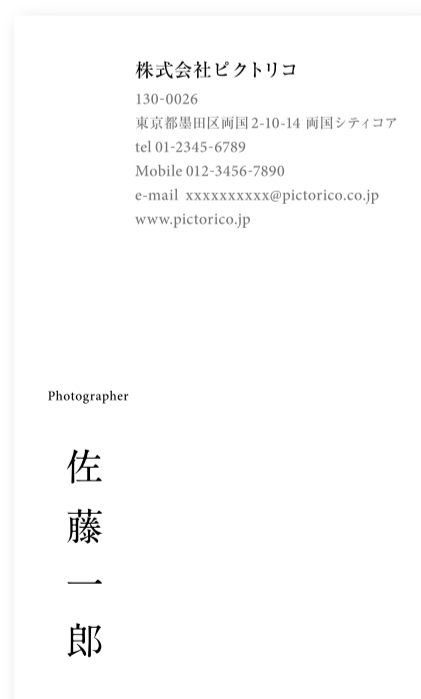 株式会社ピクトリコ
130-0026
東京都墨田区両国2-10-14 両国シティコア
tel 01-2345-6789
Mobile 012-3456-7890
e-mail xxxxxxxxxx@pictorico.co.jp
www.pictorico.jp
Photographer
佐藤一郎